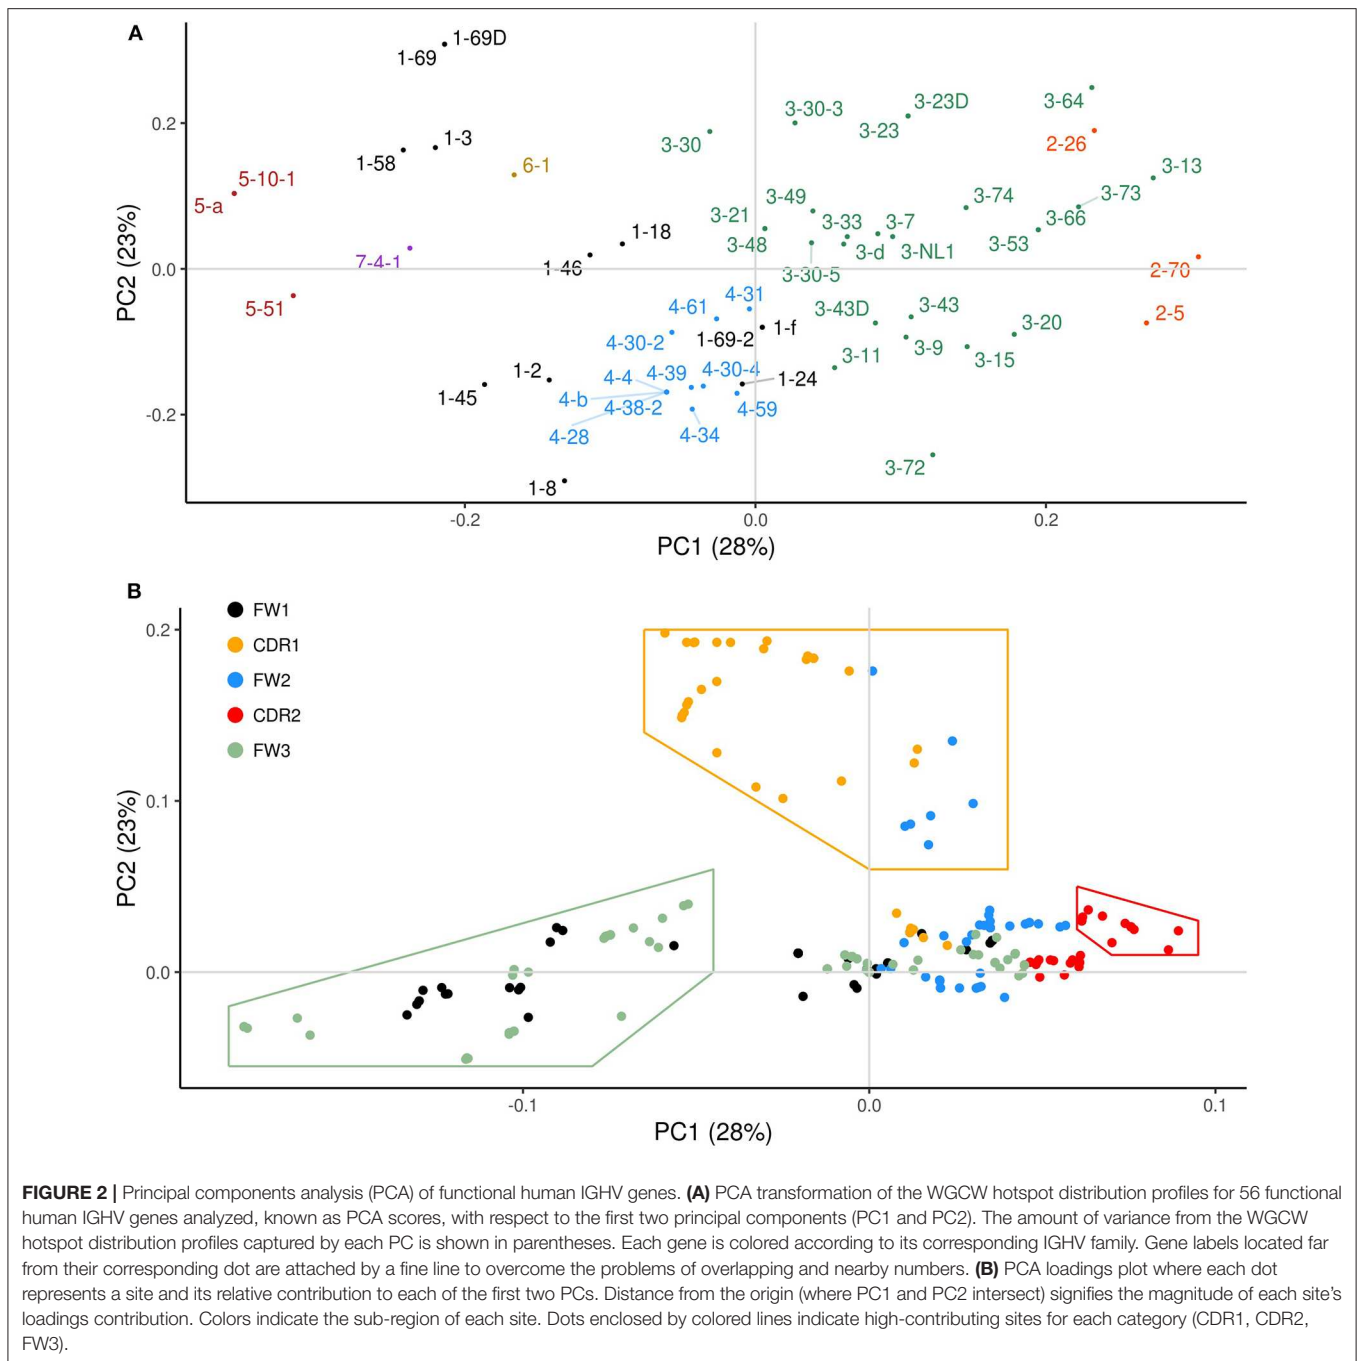 A
1-69D
1-69
3-64
3-23D
3-30-3
3-23
2-26
3-30
1-3
1-58
6-1
3-13
5-10-1
5-a
3-73
3-74
3-49
3-66
3-21
3-33
3-7
1-18
3-48
3-d
3-NL1
3-53
7-4-1
1-46
3-30-5
2-70
5-51
4-31
4-61
3-43D
3-43
2-5
3-20
1-f
4-30-2
1-69-2
3-11
3-9
3-15
1-2
4-4
4-39
4-30-4
1-24
1-45
4-b
4-38-2
4-59
4-28
4-34
3-72
1-8
0.2
0.0
-0.2
PC2 (23%)
-0.2
0.0
0.2
PC1 (28%)
B
FW1
CDR1
FW2
CDR2
FW3
0.2
0.1
0.0
PC2 (23%)
-0.1
0.0
0.1
PC1 (28%)
FIGURE 2 | Principal components analysis (PCA) of functional human IGHV genes. (A) PCA transformation of the WGCW hotspot distribution profiles for 56 functional
human IGHV genes analyzed, known as PCA scores, with respect to the first two principal components (PC1 and PC2). The amount of variance from the WGCW
hotspot distribution profiles captured by each PC is shown in parentheses. Each gene is colored according to its corresponding IGHV family. Gene labels located far
from their corresponding dot are attached by a fine line to overcome the problems of overlapping and nearby numbers. (B) PCA loadings plot where each dot
represents a site and its relative contribution to each of the first two PCs. Distance from the origin (where PC1 and PC2 intersect) signifies the magnitude of each site's
loadings contribution. Colors indicate the sub-region of each site. Dots enclosed by colored lines indicate high-contributing sites for each category (CDR1, CDR2,
FW3).